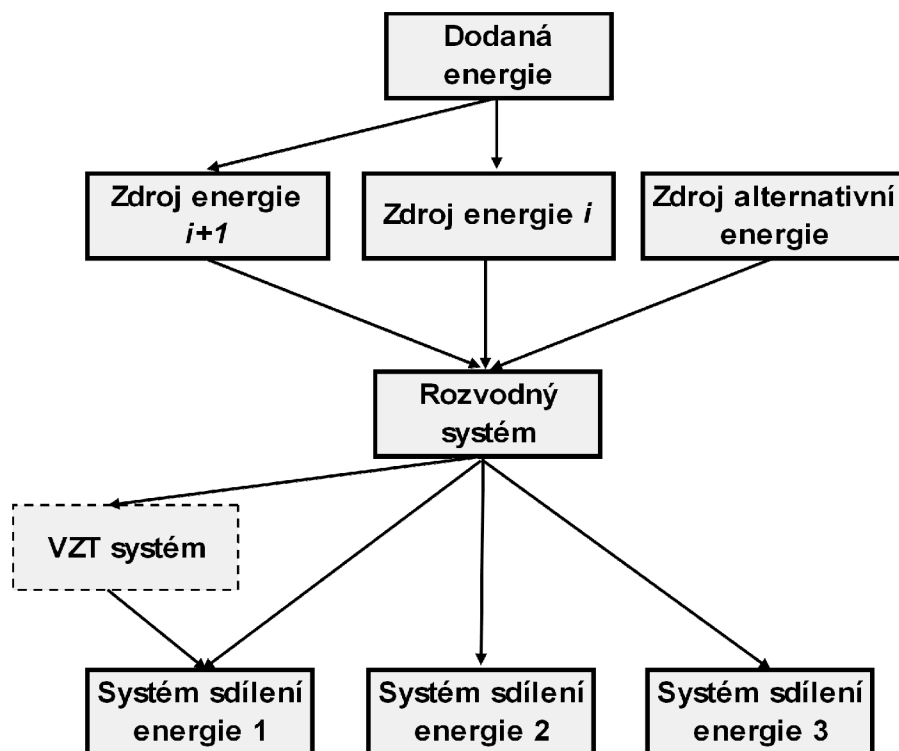 Dodaná
energie
Zdroj energie
i+1
Zdroj energie i
Zdroj alternativní
energie
Rozvodný
systém
VZT systém
Systém sdílení
energie 1
Systém sdílení
energie 2
Systém sdílení
energie 3